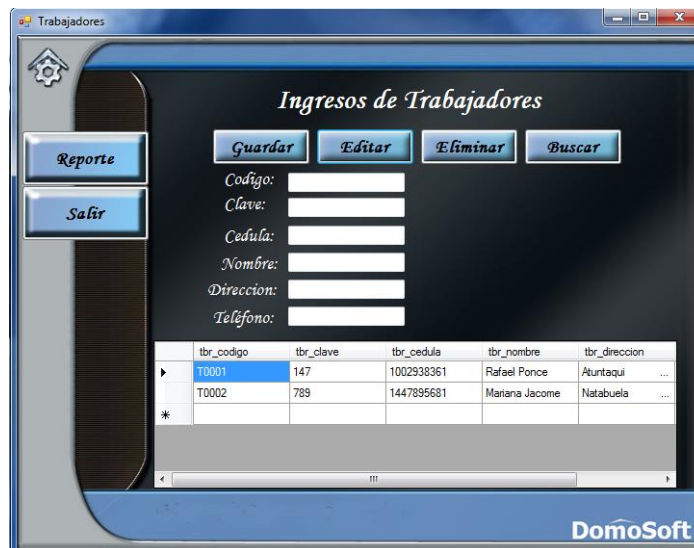 Trabajadores
Ingresos de Trabajadores
Reporte
Salir
Guardar Editar Eliminar Buscar
Codigo:
Clave:
Cedula:
Nombre:
Direccion:
Teléfono:
tbr_codigo tbr_clave tbr_cedula tbr_nombre tbr_direccion
T0001 147 1002938361 Rafael Ponce Atuntaqui ...
T0002 789 1447895681 Mariana Jacome Natabuela ...
DomoSoft